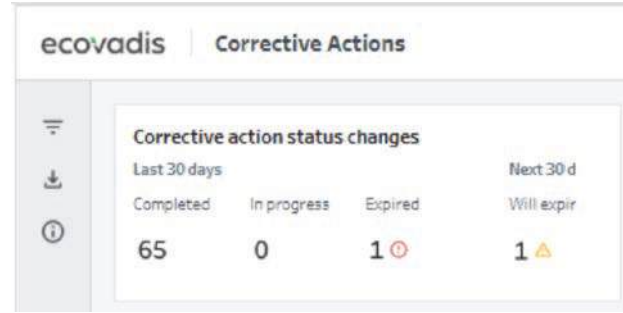 ecovadis Corrective Actions
Corrective action status changes
Last 30 days Next 30 d
Completed In progress Expired Will expir
65 0 1 1